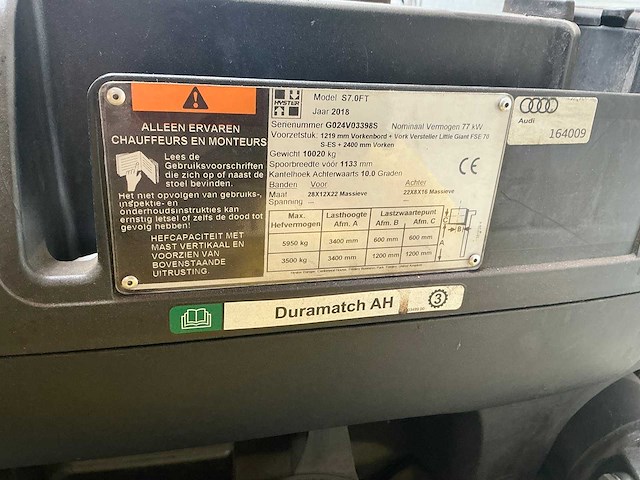 ALLEEN ERVAREN
CHAUFFEURS EN MONTEURS
Lees de
Gebruiksvoorschriften
die zich op of naast de
stoel bevinden.
Het niet opvolgen van gebruiks-,
inspektie- en
onderhoudsinstrukties kan
ernstig letsel of zelfs de dood tot
gevolg hebben!
HEFCAPACITEIT MET
MAST VERTIKAAL EN
VOORZIEN VAN
BOVENSTAANDE
UITRUSTING.
HYSTER
Model S7.0FT
Jaar 2018
Serienummer G024V03398S Nominaal Vermogen 77 kW
Voorzetstuk: 1219 mm Vorkenbord + Vork Versteller Little Giant FSE 70
S-ES + 2400 mm Vorken
Gewicht 10020 kg
Spoorbreedte vóór 1133 mm
Kantelhoek Achterwaarts 10.0 Graden
CE
Banden Voor Achter
Maat 28X12X22 Massieve 22X8X16 Massieve
Spanning — —
Max. Hefvermogen Lasthoogte Afm. A Lastzwaartepunt Afm. B Afm. C
5950 kg 3400 mm 600 mm 600 mm
3500 kg 3400 mm 1200 mm 1200 mm
B
A
Audi
164009
Duramatch AH
3